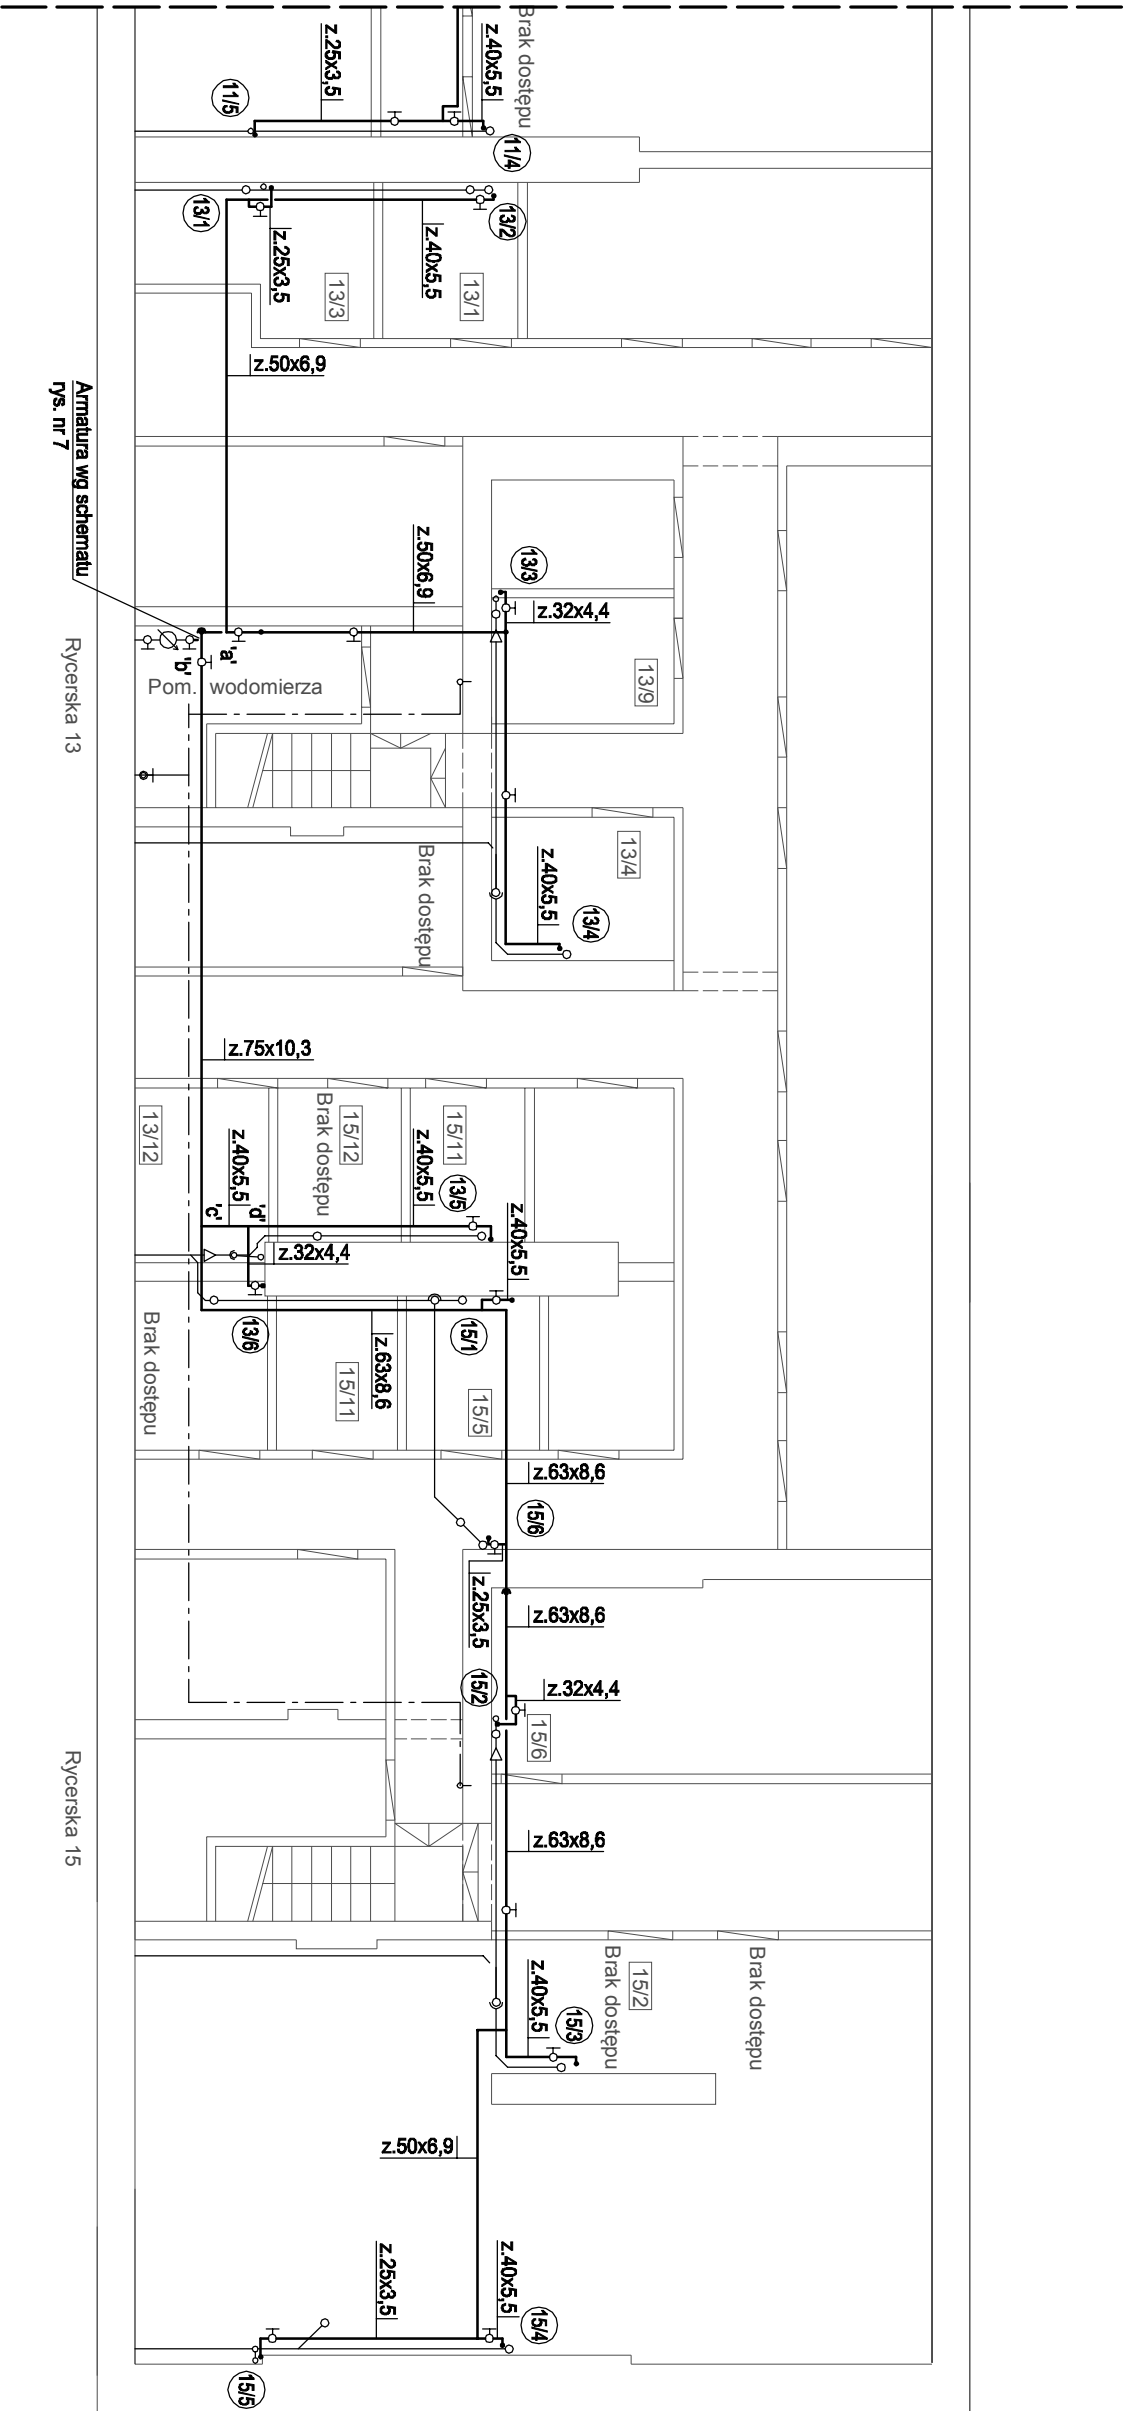 Brak dostępu
z.25x3,5
z.40x5,5
11/5
11/4
13/1
13/2
z.25x3,5
z.40x5,5
13/3
13/1
z.50x6,9
Armatura wg schematu
rys. nr 7
z.50x6,9
13/3
z.32x4,4
'a'
'b'
Pom. wodomierza
13/9
Rycerska 13
13/4
Brak dostępu
z.40x5,5
13/4
z.75x10,3
13/12
Brak dostępu
15/12
15/11
z.40x5,5
z.40x5,5
13/5
z.40x5,5
'c'
'd'
z.32x4,4
13/6
15/1
Brak dostępu
z.63x8,6
15/11
15/5
z.63x8,6
15/6
z.25x3,5
z.63x8,6
15/2
z.32x4,4
15/6
Rycerska 15
z.63x8,6
Brak dostępu
15/2
Brak dostępu
z.40x5,5
15/3
z.50x6,9
z.25x3,5
z.40x5,5
15/4
15/5